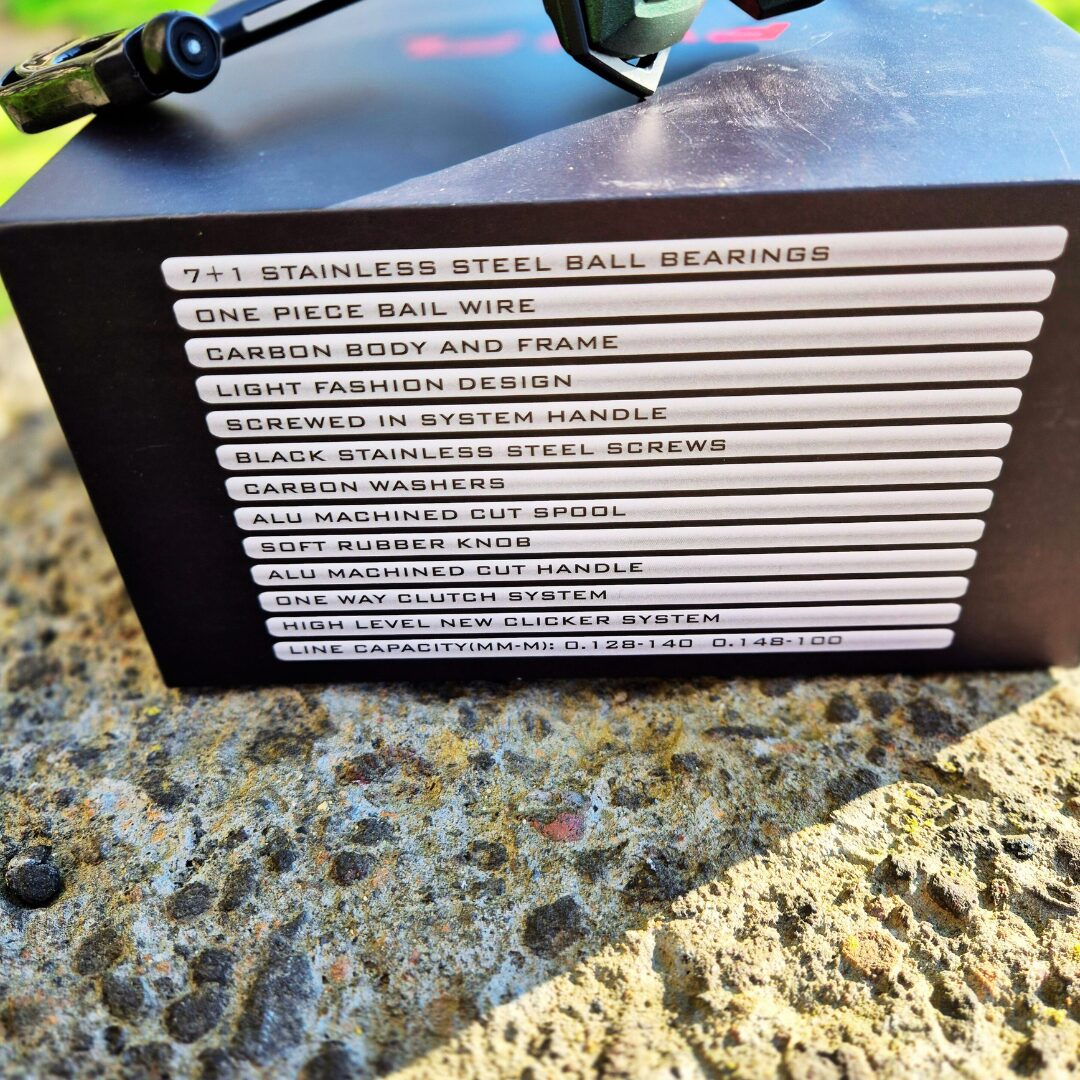 7+1 STAINLESS STEEL BALL BEARINGS
ONE PIECE BAIL WIRE
CARBON BODY AND FRAME
LIGHT FASHION DESIGN
SCREWED IN SYSTEM HANDLE
BLACK STAINLESS STEEL SCREWS
CARBON WASHERS
ALU MACHINED CUT SPOOL
SOFT RUBBER KNOB
ALU MACHINED CUT HANDLE
ONE WAY CLUTCH SYSTEM
HIGH LEVEL NEW CLICKER SYSTEM
LINE CAPACITY(MM-M): 0.128-140 0.148-100